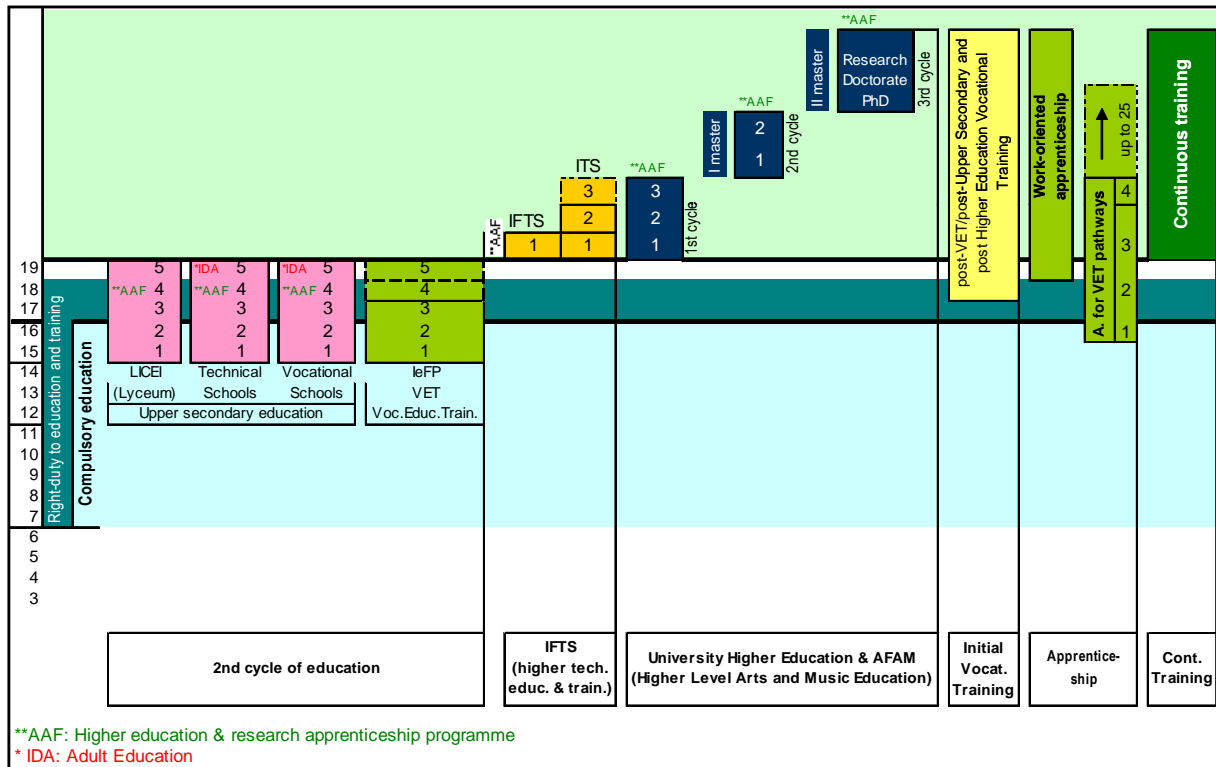 **AAF
II master
Research
Doctorate
PhD
3rd cycle
**AAF
I master
2
1
2nd cycle
ITS
3
2
1
IFTS
1
**AAF
**AAF
3
2
1
1st cycle
post-VET/post-Upper Secondary and
post Higher Education Vocational
Training
Work-oriented
apprenticeship
up to 25
A. for VET pathways
4
3
2
1
Continuous training
19
18
17
16
15
14
13
12
11
10
9
8
7
6
5
4
3
Right-duty to education and training
Compulsory education
5
**AAF 4
3
2
1
LICEI
(Lyceum)
*IDA 5
**AAF 4
3
2
1
Technical
Schools
*IDA 5
**AAF 4
3
2
1
Vocational
Schools
Upper secondary education
5
4
3
2
1
IeFP
VET
Voc.Educ.Train.
2nd cycle of education
IFTS
(higher tech.
educ. & train.)
University Higher Education & AFAM
(Higher Level Arts and Music Education)
Initial
Vocat.
Training
Apprentice-
ship
Cont.
Training
**AAF: Higher education & research apprenticeship programme
* IDA: Adult Education